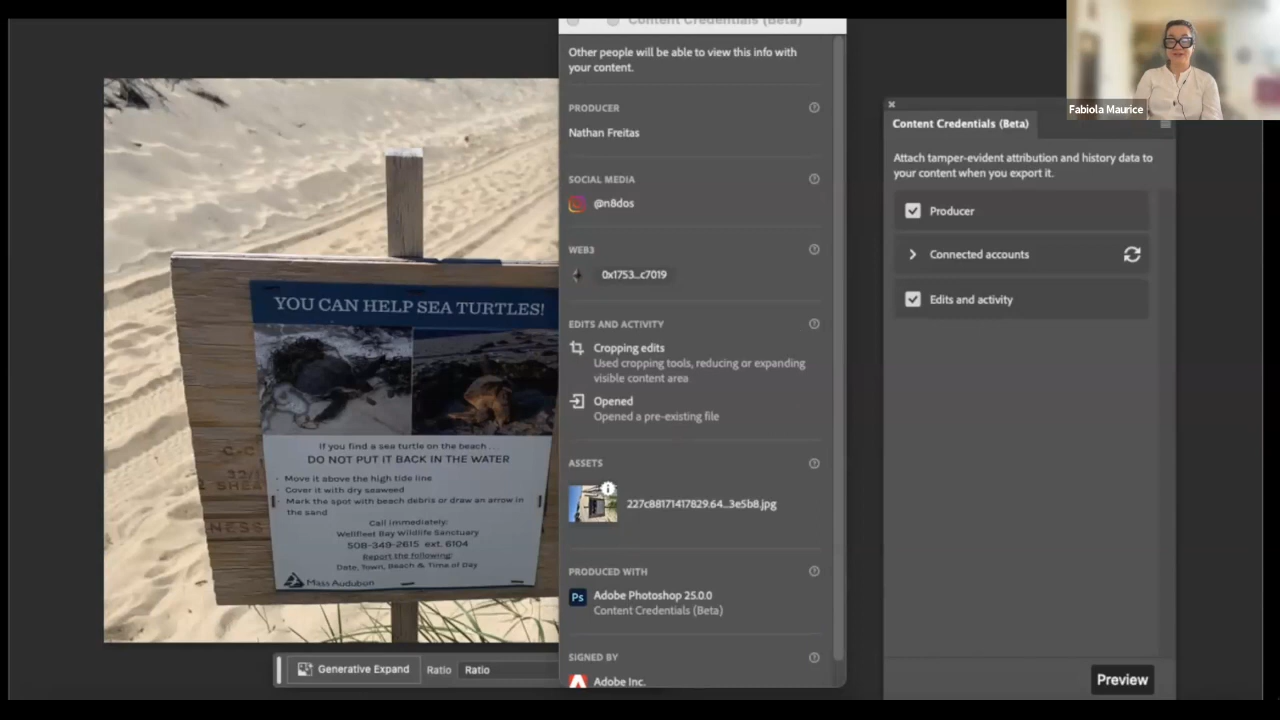 Content Credentials (Beta)
Other people will be able to view this info with
your content.
PRODUCER
Nathan Freitas
SOCIAL MEDIA
@n8dos
WEB3
0x1753...c7019
EDITS AND ACTIVITY
Cropping edits
Used cropping tools, reducing or expanding
visible content area
Opened
Opened a pre-existing file
ASSETS
227c88171417829.64...3e5b8.jpg
PRODUCED WITH
Ps
Adobe Photoshop 25.0.0
Content Credentials (Beta)
SIGNED BY
Adobe Inc.
YOU CAN HELP SEA TURTLES!
If you find a sea turtle on the beach...
DO NOT PUT IT BACK IN THE WATER
- Move it above the high tide line
- Cover it with dry seaweed
- Mark the spot with beach debris or draw an arrow in
the sand
Call immediately:
Wellfleet Bay Wildlife Sanctuary
508-349-2615 ext. 6104
Report the following:
Date, Town, Beach & Time of Day
Mass Audubon
Generative Expand
Ratio
Ratio
Fabiola Maurice
Content Credentials (Beta)
Attach tamper-evident attribution and history data to
your content when you export it.
Producer
Connected accounts
Edits and activity
Preview